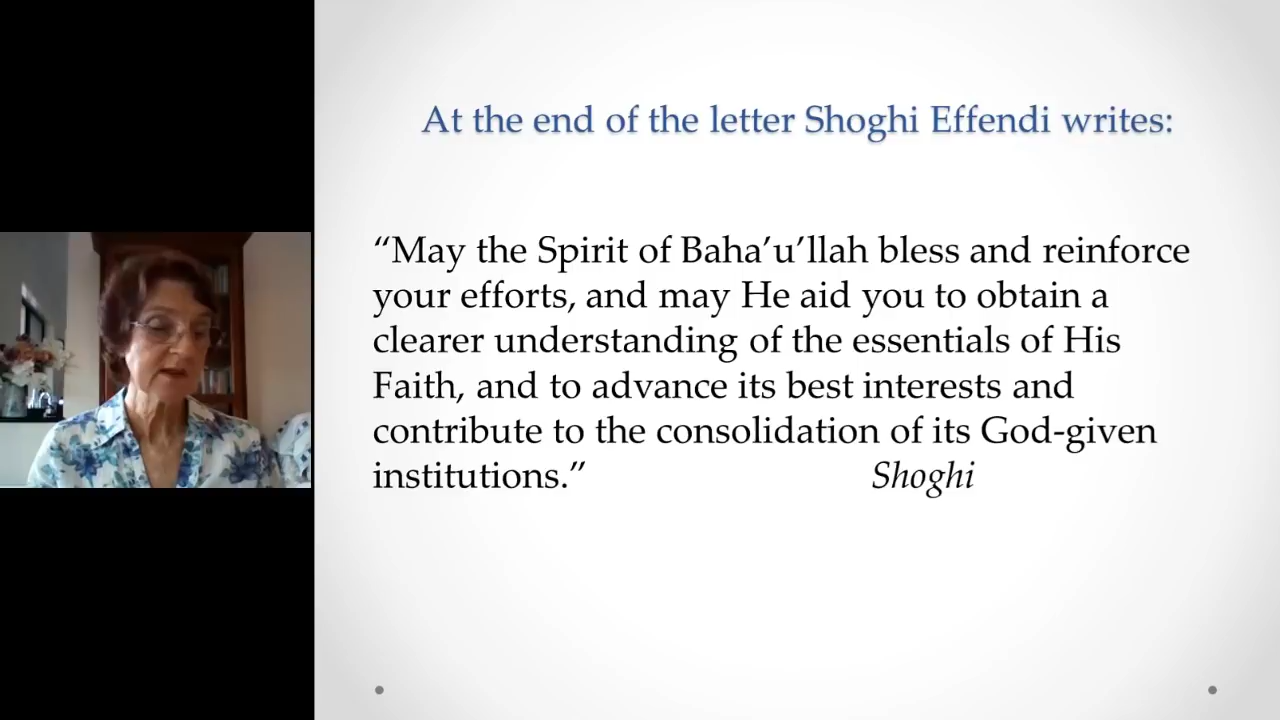 At the end of the letter Shoghi Effendi writes:
“May the Spirit of Baha’u’llah bless and reinforce
your efforts, and may He aid you to obtain a
clearer understanding of the essentials of His
Faith, and to advance its best interests and
contribute to the consolidation of its God-given
institutions.” Shoghi